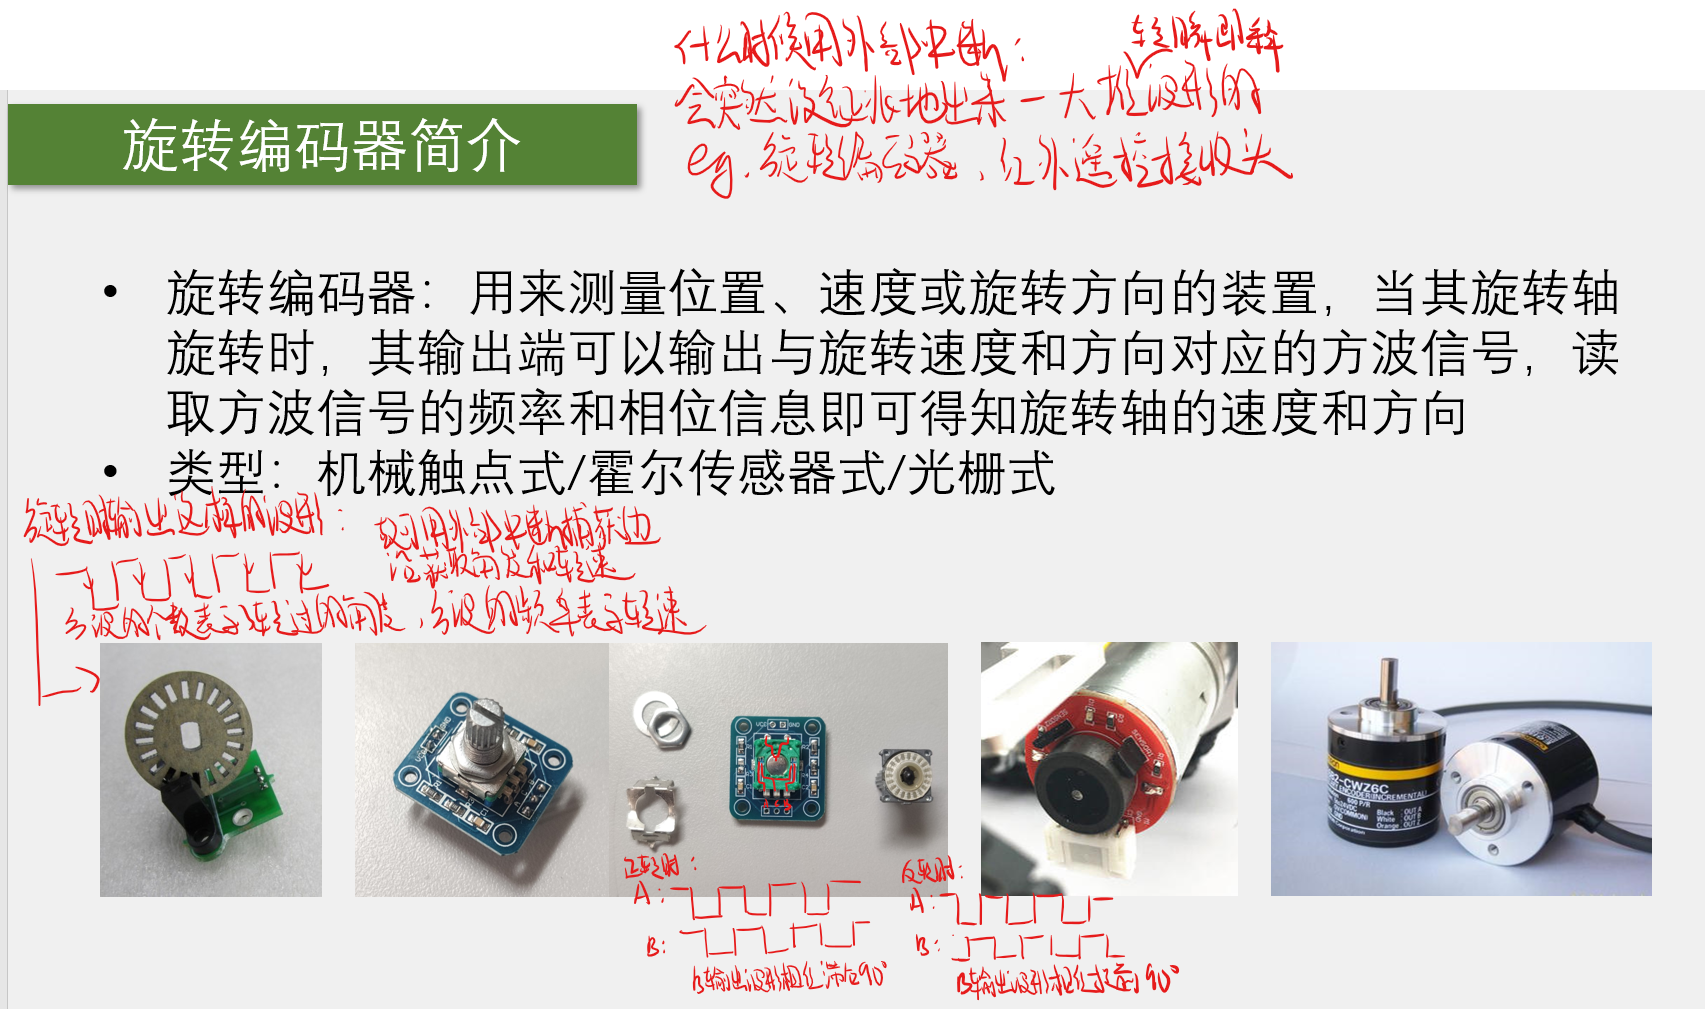 什么时候用外部中断:
转瞬即释
会突然没红水地出来一大堆波形的
eg. 旋转编码器、红外遥控接收头
旋转编码器简介
• 旋转编码器：用来测量位置、速度或旋转方向的装置，当其旋转轴
旋转时，其输出端可以输出与旋转速度和方向对应的方波信号，读
取方波信号的频率和相位信息即可得知旋转轴的速度和方向
• 类型：机械触点式/霍尔传感器式/光栅式
旋转时输出这样的波形:
故可用外部中断捕获边
沿获取角度和转速
方波的个数表示转过的角度，方波的频率表示转速
VCC GND
CWZ6C
ENCODER(INCREMENTAL)
600 P/R
Black :OUT A
White :OUT B
Orange :OUT Z
正转时:
A:
B:
B输出波形相位滞后90°
反转时:
A:
B:
B输出波形相位提前90°